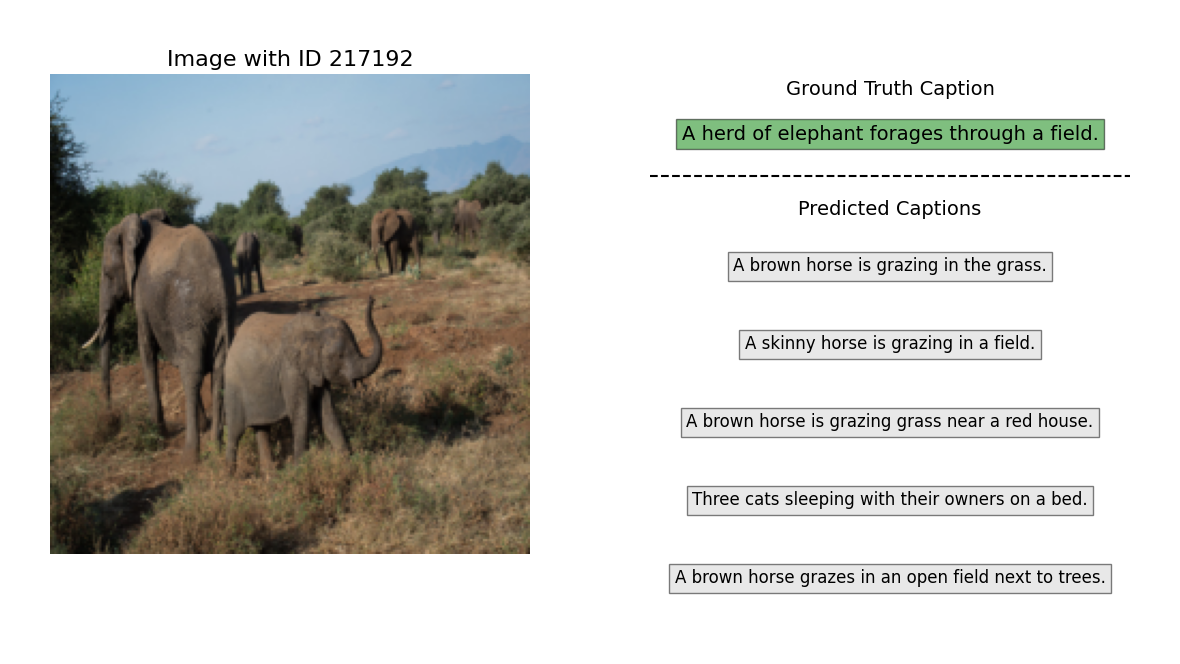 Image with ID 217192
Ground Truth Caption
A herd of elephant forages through a field.
Predicted Captions
A brown horse is grazing in the grass.
A skinny horse is grazing in a field.
A brown horse is grazing grass near a red house.
Three cats sleeping with their owners on a bed.
A brown horse grazes in an open field next to trees.